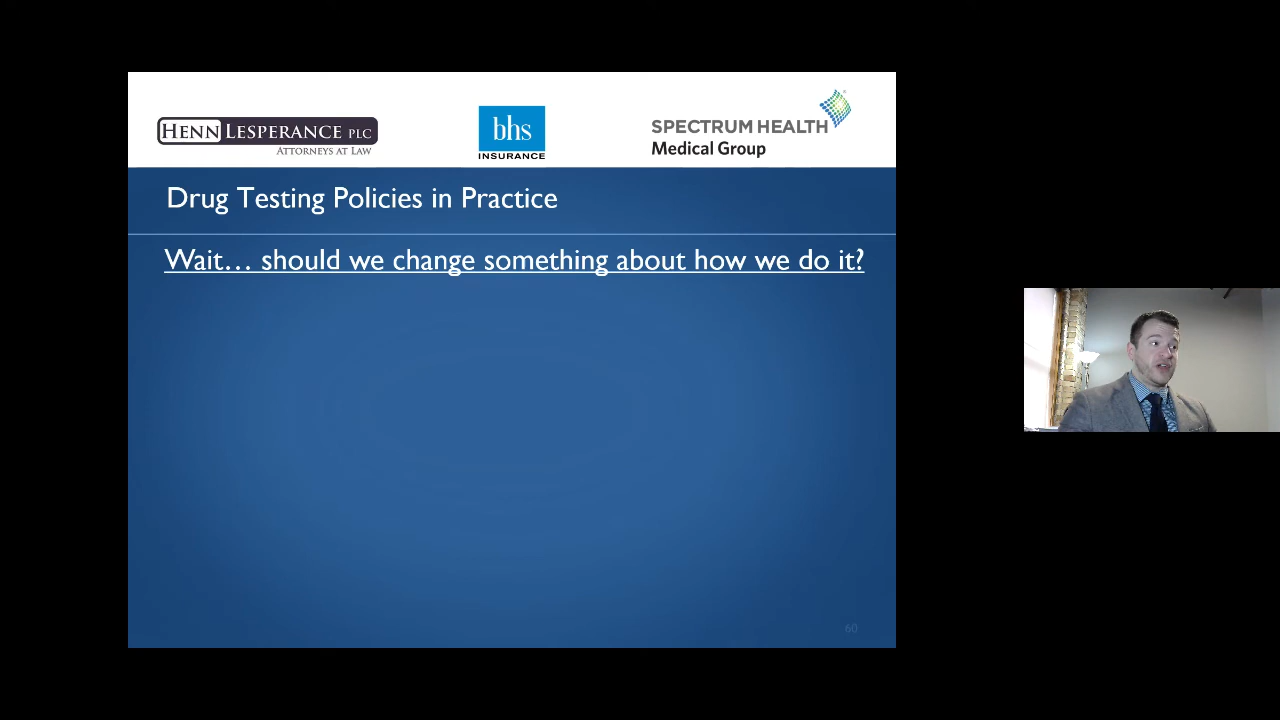 HENN LESPERANCE PLC
ATTORNEYS AT LAW
bhs
INSURANCE
SPECTRUM HEALTH
Medical Group
Drug Testing Policies in Practice
Wait… should we change something about how we do it?
60